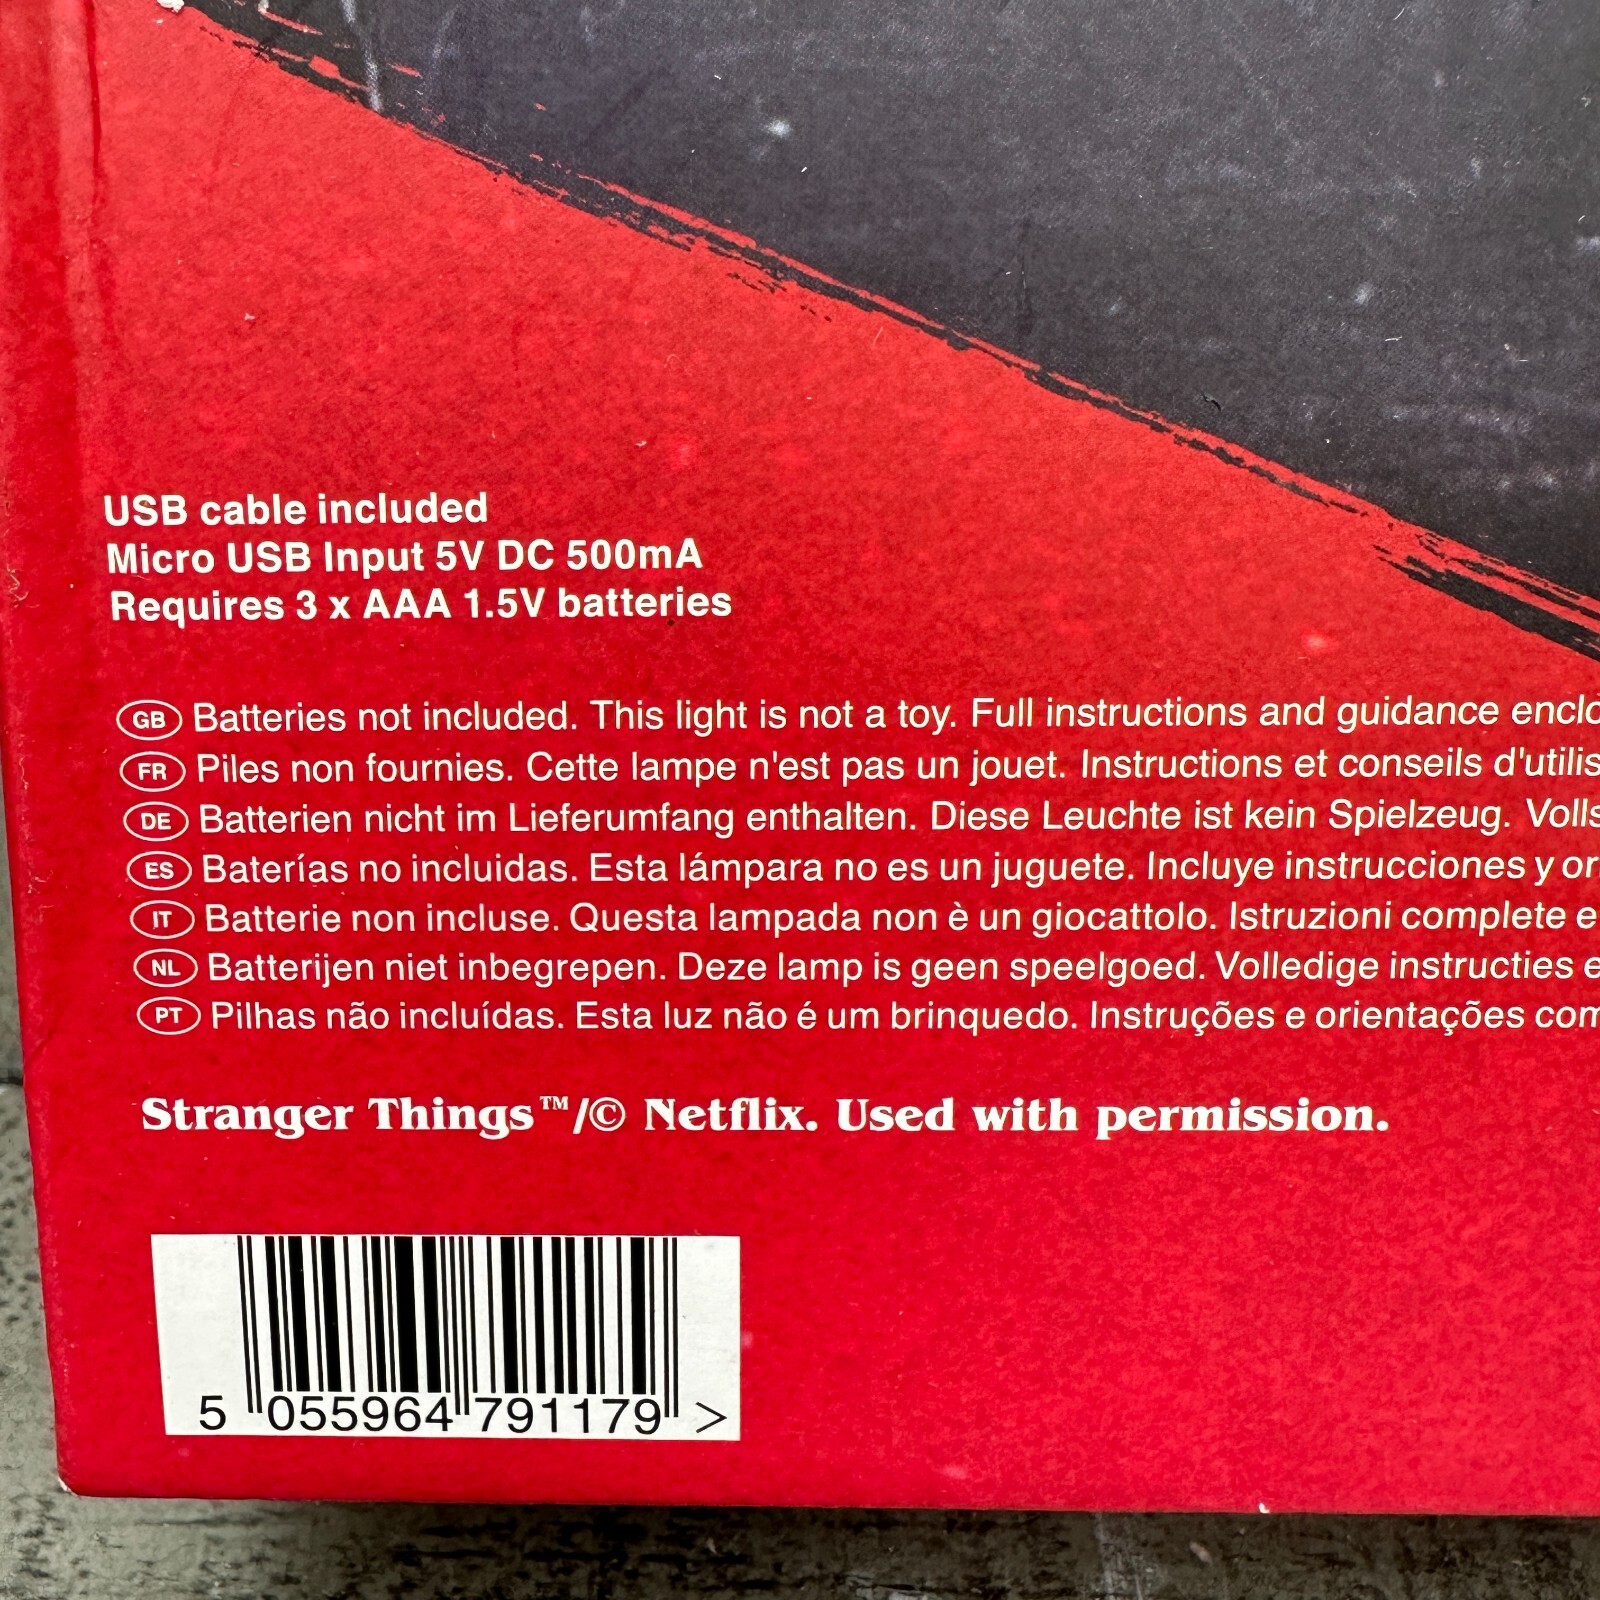 USB cable included
Micro USB Input 5V DC 500mA
Requires 3 x AAA 1.5V batteries
GB Batteries not included. This light is not a toy. Full instructions and guidance
FR Piles non fournies. Cette lampe n'est pas un jouet. Instructions et conseils
DE Batterien nicht im Lieferumfang enthalten. Diese Leuchte ist kein Spielzeug.
ES Baterías no incluidas. Esta lámpara no es un juguete. Incluye instrucciones y
IT Batterie non incluse. Questa lampada non è un giocattolo. Istruzioni complete e
NL Batterijen niet inbegrepen. Deze lamp is geen speelgoed. Volledige instructies
PT Pilhas não incluídas. Esta luz não é um brinquedo. Instruções e orientações
Stranger Things™/© Netflix. Used with permission.
5 055964 791179 >